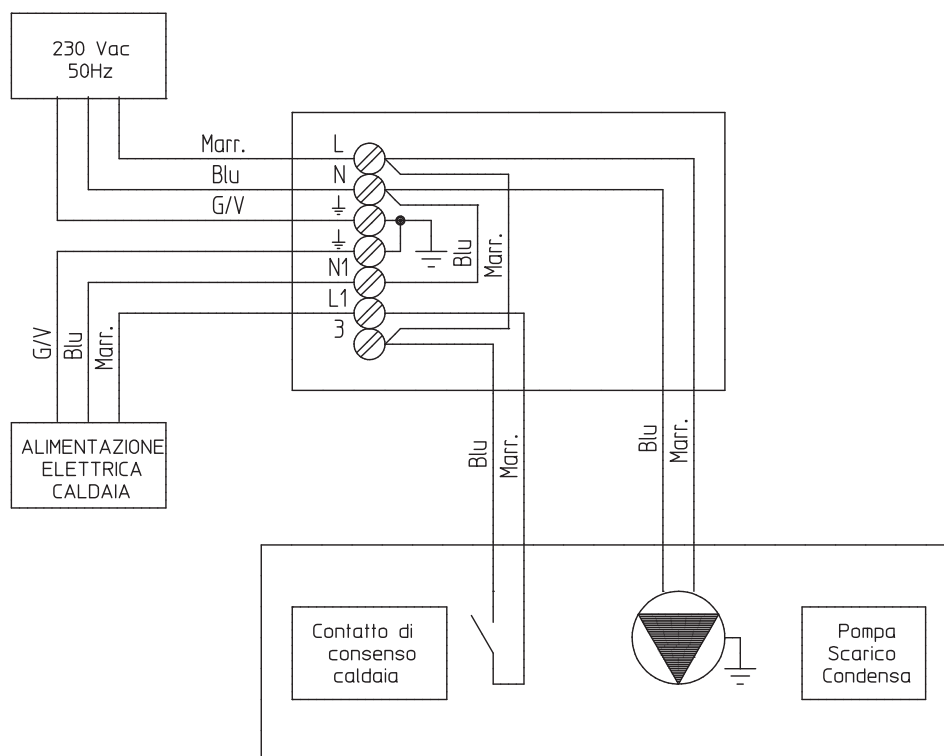 230 Vac
50Hz
Marr.
L
Blu
N
G/V
N1
L1
3
Blu
Marr.
G/V
Blu
Marr.
ALIMENTAZIONE
ELETTRICA
CALDAIA
Blu
Marr.
Blu
Marr.
Contatto di
consenso
caldaia
Pompa
Scarico
Condensa